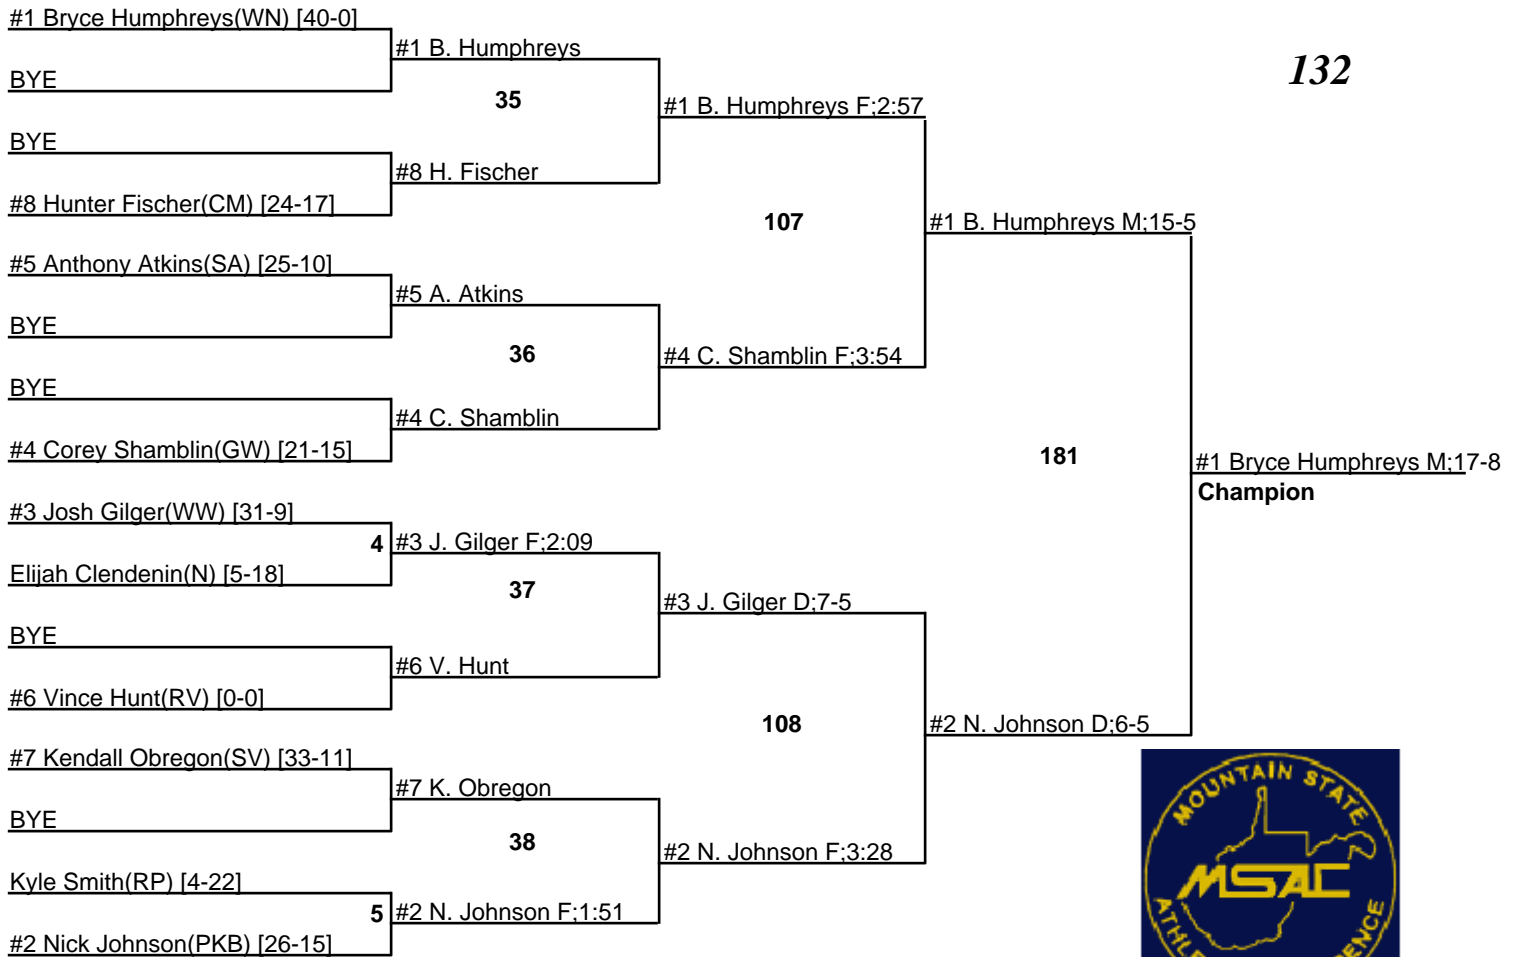 #1 Bryce Humphreys(WN) [40-0]
BYE
BYE
#8 Hunter Fischer(CM) [24-17]
#5 Anthony Atkins(SA) [25-10]
BYE
BYE
#4 Corey Shamblin(GW) [21-15]
#3 Josh Gilger(WW) [31-9]
Elijah Clendenin(N) [5-18]
BYE
#6 Vince Hunt(RV) [0-0]
#7 Kendall Obregon(SV) [33-11]
BYE
Kyle Smith(RP) [4-22]
#2 Nick Johnson(PKB) [26-15]
4
5
#1 B. Humphreys
35
#8 H. Fischer
#5 A. Atkins
36
#4 C. Shamblin
#3 J. Gilger F;2:09
37
#6 V. Hunt
#7 K. Obregon
38
#2 N. Johnson F;1:51
#1 B. Humphreys F;2:57
107
#4 C. Shamblin F;3:54
#3 J. Gilger D;7-5
108
#2 N. Johnson F;3:28
#1 B. Humphreys M;15-5
181
#2 N. Johnson D;6-5
132
#1 Bryce Humphreys M;17-8
Champion
MOUNTAIN STATE
MSAC